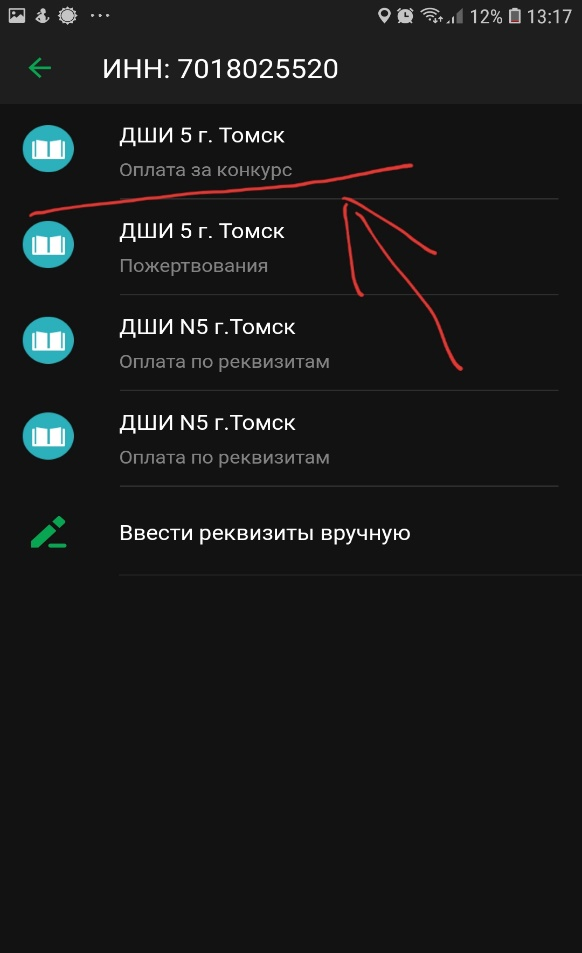 12% 13:17
ИНН: 7018025520
ДШИ 5 г. Томск
Оплата за конкурс
ДШИ 5 г. Томск
Пожертвования
ДШИ N5 г.Томск
Оплата по реквизитам
ДШИ N5 г.Томск
Оплата по реквизитам
Ввести реквизиты вручную